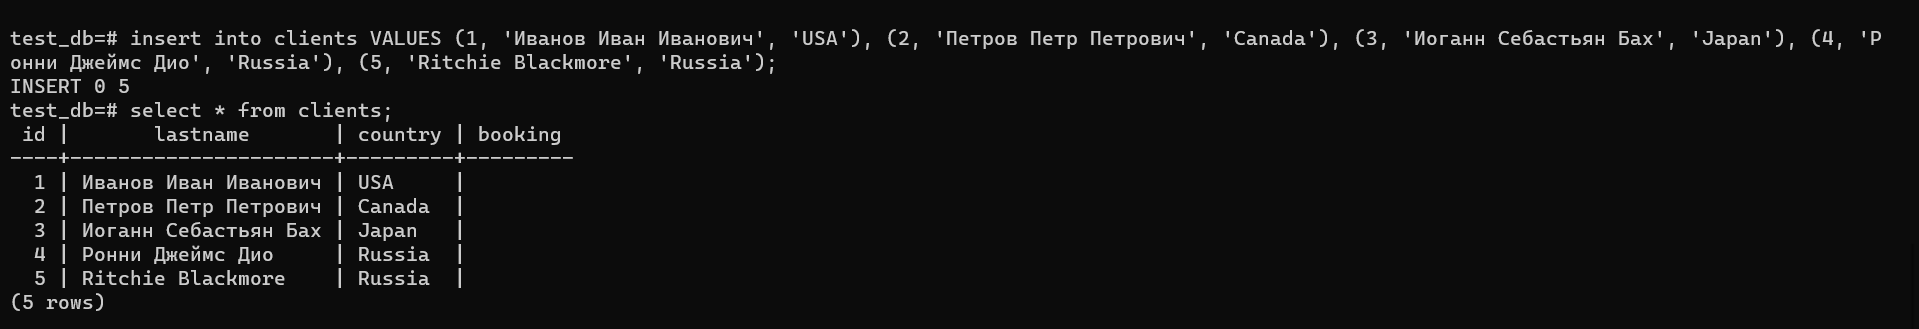 test_db=# insert into clients VALUES (1, 'Иванов Иван Иванович', 'USA'), (2, 'Петров Петр Петрович', 'Canada'), (3, 'Иоганн Себастьян Бах', 'Japan'), (4, 'Р
онни Джеймс Дио', 'Russia'), (5, 'Ritchie Blackmore', 'Russia');
INSERT 0 5
test_db=# select * from clients;
 id |       lastname       | country | booking
----+----------------------+---------+---------
  1 | Иванов Иван Иванович | USA     |
  2 | Петров Петр Петрович | Canada  |
  3 | Иоганн Себастьян Бах | Japan   |
  4 | Ронни Джеймс Дио     | Russia  |
  5 | Ritchie Blackmore    | Russia  |
(5 rows)